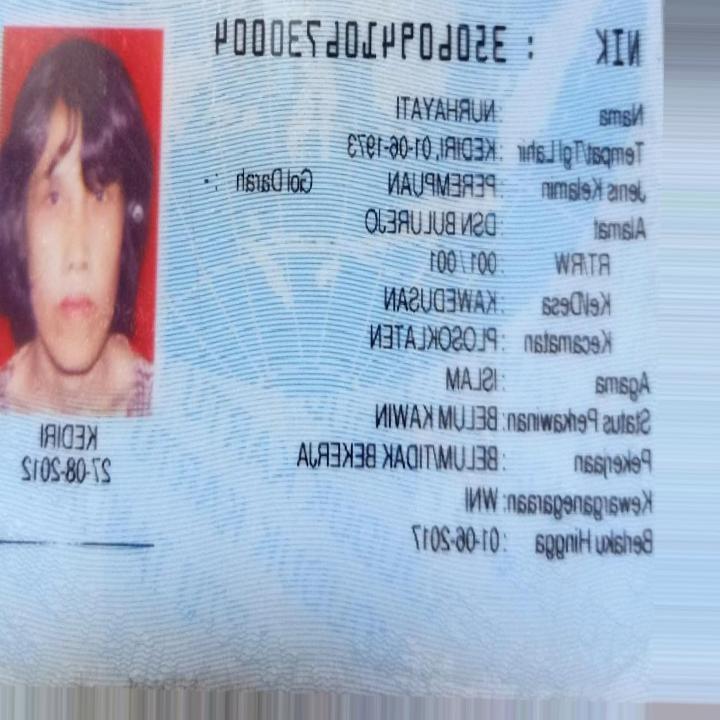 NIK : 3506094106730004
Nama : NURHAYATI
Tempat/Tgl Lahir : KEDIRI, 01-06-1973
Jenis Kelamin : PEREMPUAN Gol Darah : -
Alamat : DSN BULUREJO
RT/RW : 001/001
Kel/Desa : KAWEDUSAN
Kecamatan : PLOSOKLATEN
Agama : ISLAM
Status Perkawinan: BELUM KAWIN
Pekerjaan : BELUM/TIDAK BEKERJA
Kewarganegaraan: WNI
Berlaku Hingga : 01-06-2017
KEDIRI
27-08-2012